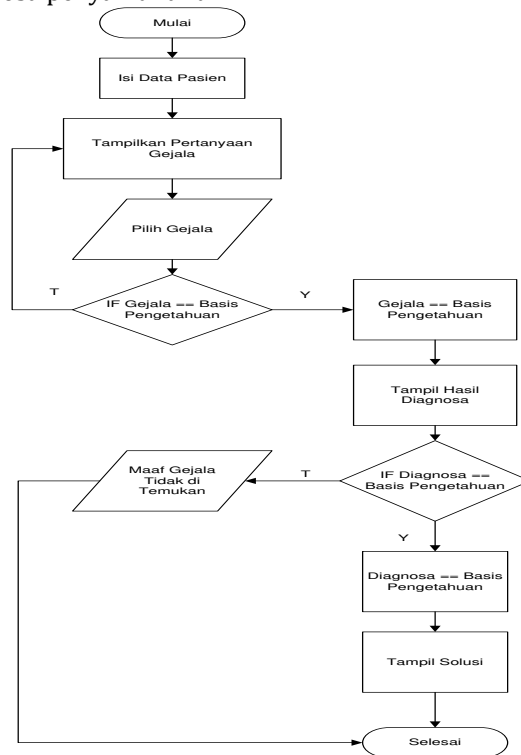 Mulai
Isi Data Pasien
Tampilkan Pertanyaan
Gejala
Pilih Gejala
IF Gejala == Basis
Pengetahuan
T
Y
Gejala == Basis
Pengetahuan
Tampil Hasil
Diagnosa
IF Diagnosa ==
Basis Pengetahuan
T
Maaf Gejala
Tidak di
Temukan
Y
Diagnosa == Basis
Pengetahuan
Tampil Solusi
Selesai